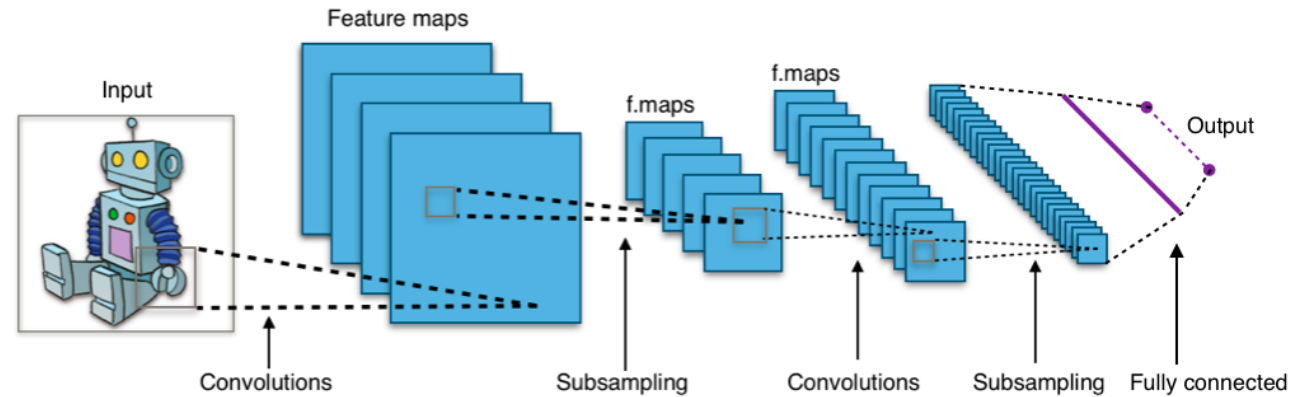 Feature maps
f.maps
Input
f.maps
Output
Convolutions
Subsampling
Convolutions
Subsampling
Fully connected